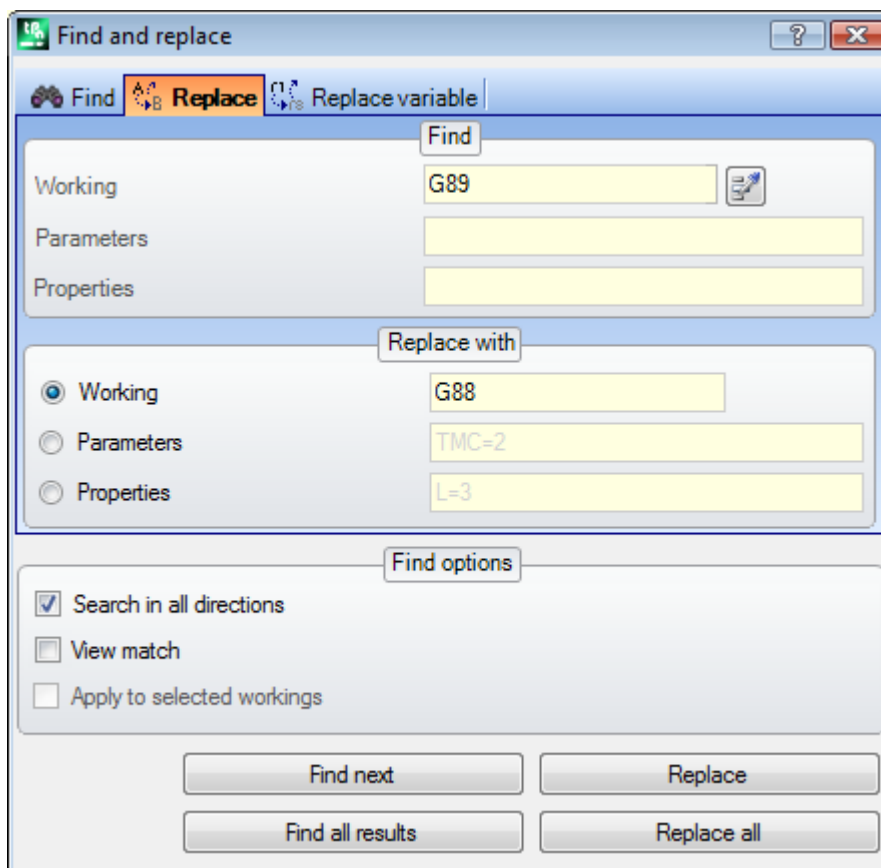 Find and replace
Find Replace Replace variable
Find
Working G89
Parameters
Properties
Replace with
Working G88
Parameters TMC=2
Properties L=3
Find options
Search in all directions
View match
Apply to selected workings
Find next Replace
Find all results Replace all